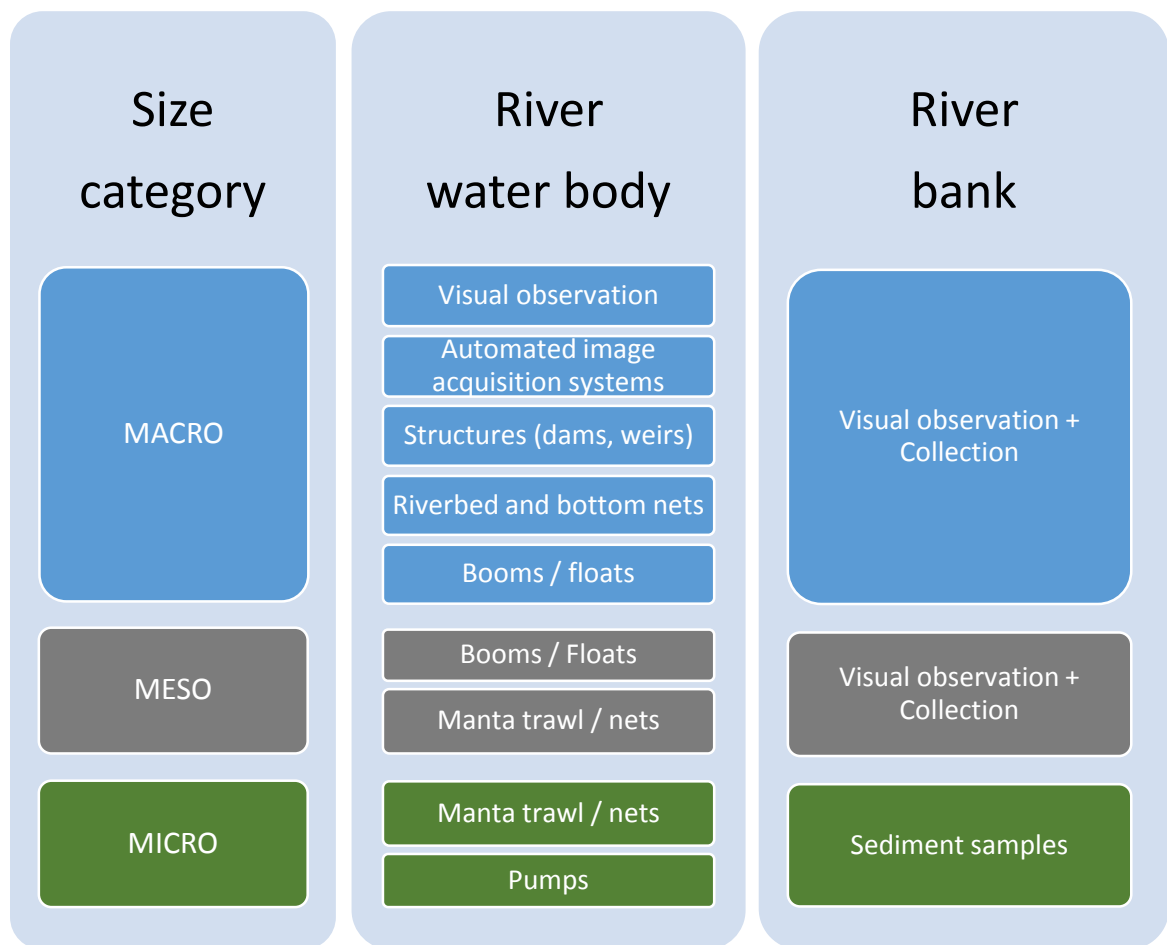 Size
category
River
water body
River
bank
MACRO
Visual observation
Automated image
acquisition systems
Structures (dams, weirs)
Riverbed and bottom nets
Booms / floats
Visual observation +
Collection
MESO
Booms / Floats
Manta trawl / nets
Visual observation +
Collection
MICRO
Manta trawl / nets
Pumps
Sediment samples